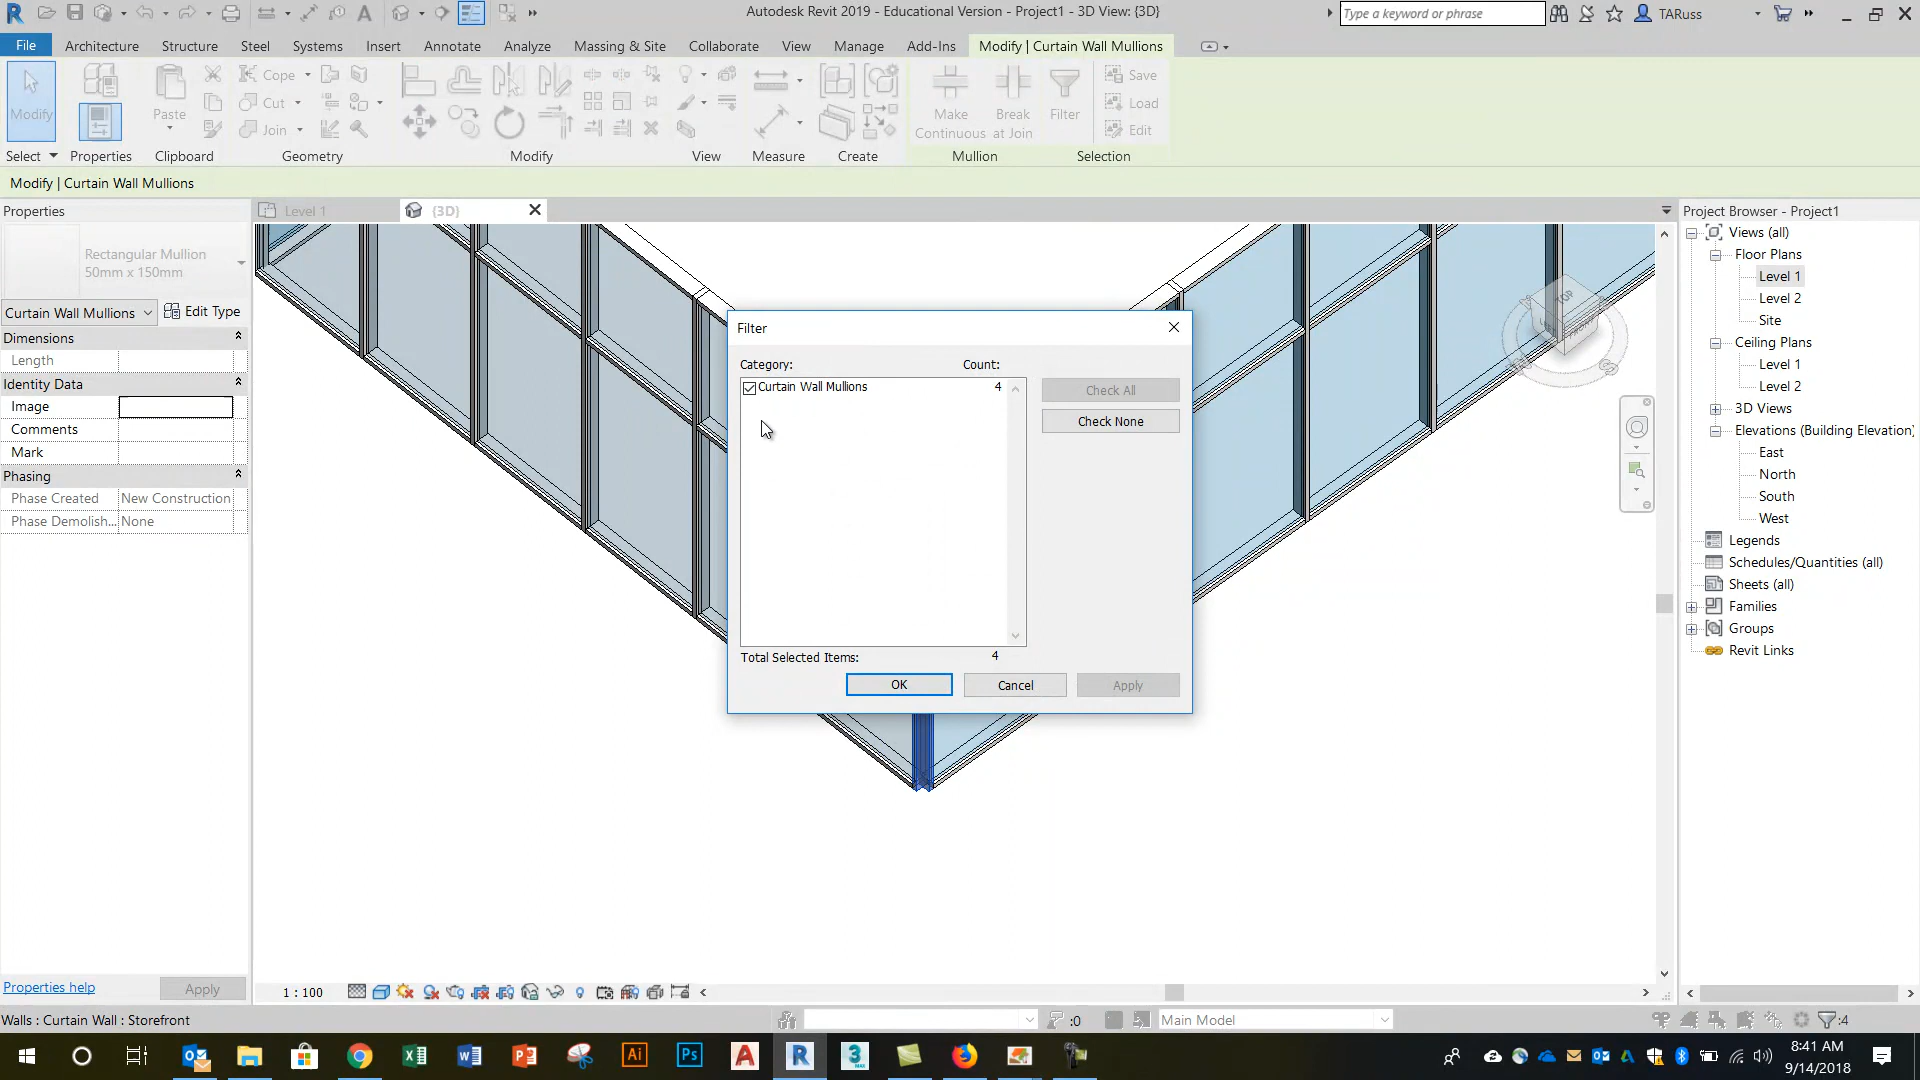 Autodesk Revit 2019 - Educational Version - Project1 - 3D View: {3D}
Type a keyword or phrase
TARuss
File Architecture Structure Steel Systems Insert Annotate Analyze Massing & Site Collaborate View Manage Add-Ins Modify | Curtain Wall Mullions
Modify
Paste
Cope
Cut
Join
Make Continuous
Break at Join
Filter
Save
Load
Edit
Select Properties Clipboard Geometry Modify View Measure Create Mullion Selection
Modify | Curtain Wall Mullions
Properties
Rectangular Mullion
50mm x 150mm
Curtain Wall Mullions Edit Type
Dimensions
Length
Identity Data
Image
Comments
Mark
Phasing
Phase Created New Construction
Phase Demolish... None
Properties help Apply
Level 1 {3D}
TOP
FRONT
Filter
Category: Count:
Curtain Wall Mullions 4
Check All
Check None
Total Selected Items: 4
OK Cancel Apply
Project Browser - Project1
Views (all)
Floor Plans
Level 1
Level 2
Site
Ceiling Plans
Level 1
Level 2
3D Views
Elevations (Building Elevation)
East
North
South
West
Legends
Schedules/Quantities (all)
Sheets (all)
Families
Groups
Revit Links
1 : 100
Walls : Curtain Wall : Storefront
:0
Main Model
:4
8:41 AM
9/14/2018